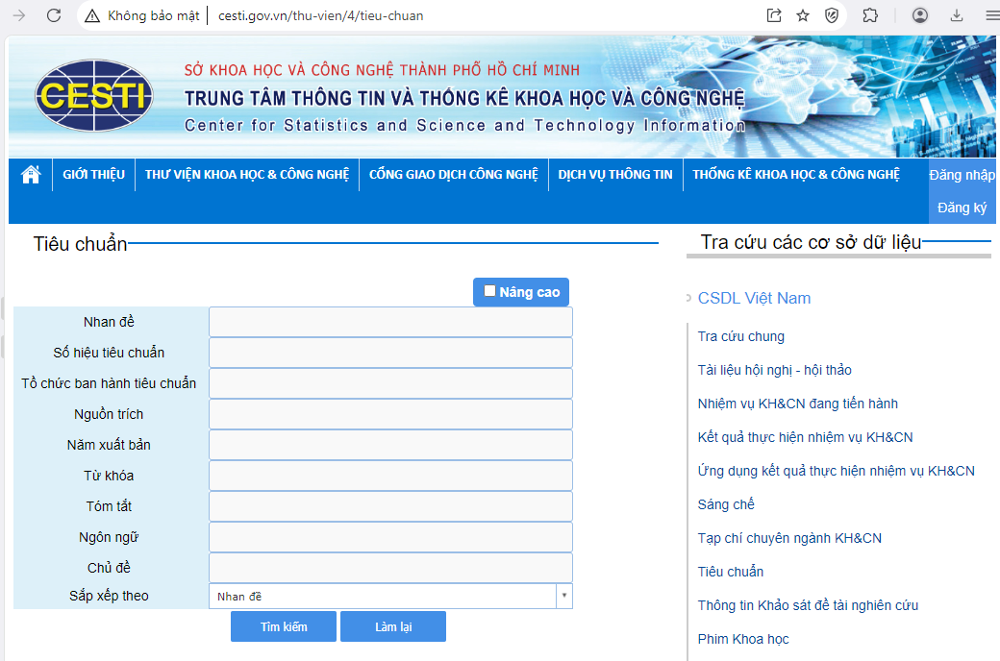 Không bảo mật cesti.gov.vn/thu-vien/4/tieu-chuan
CESTI
SỞ KHOA HỌC VÀ CÔNG NGHỆ THÀNH PHỐ HỒ CHÍ MINH
TRUNG TÂM THÔNG TIN VÀ THỐNG KÊ KHOA HỌC VÀ CÔNG NGHỆ
Center for Statistics and Science and Technology Information
GIỚI THIỆU THƯ VIỆN KHOA HỌC & CÔNG NGHỆ CỔNG GIAO DỊCH CÔNG NGHỆ DỊCH VỤ THÔNG TIN THỐNG KÊ KHOA HỌC & CÔNG NGHỆ Đăng nhập
Đăng ký
Tiêu chuẩn
Nâng cao
Nhan đề
Số hiệu tiêu chuẩn
Tổ chức ban hành tiêu chuẩn
Nguồn trích
Năm xuất bản
Từ khóa
Tóm tắt
Ngôn ngữ
Chủ đề
Sắp xếp theo Nhan đề
Tìm kiếm Làm lại
Tra cứu các cơ sở dữ liệu
CSDL Việt Nam
Tra cứu chung
Tài liệu hội nghị - hội thảo
Nhiệm vụ KH&CN đang tiến hành
Kết quả thực hiện nhiệm vụ KH&CN
Ứng dụng kết quả thực hiện nhiệm vụ KH&CN
Sáng chế
Tạp chí chuyên ngành KH&CN
Tiêu chuẩn
Thông tin Khảo sát đề tài nghiên cứu
Phim Khoa học